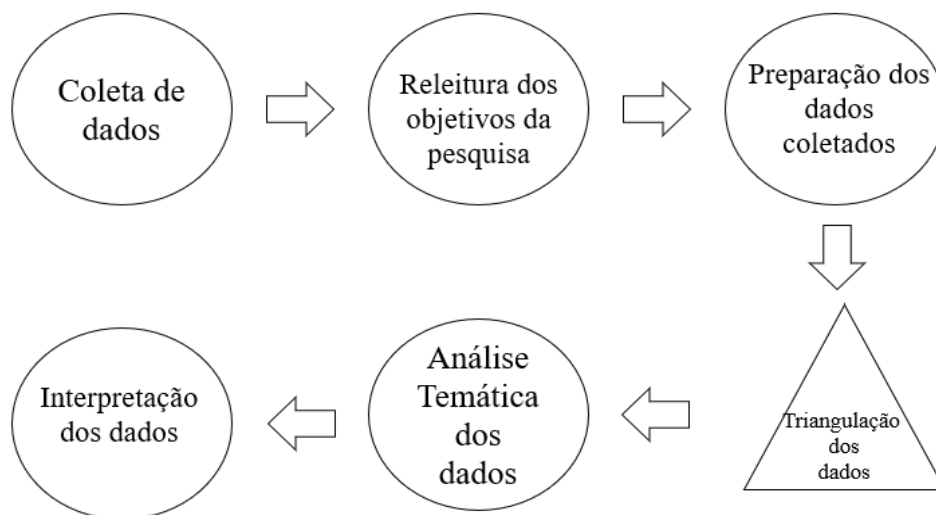 Coleta de
dados
Releitura dos
objetivos da
pesquisa
Preparação dos
dados
coletados
Triangulação
dos
dados
Análise
Temática
dos
dados
Interpretação
dos dados